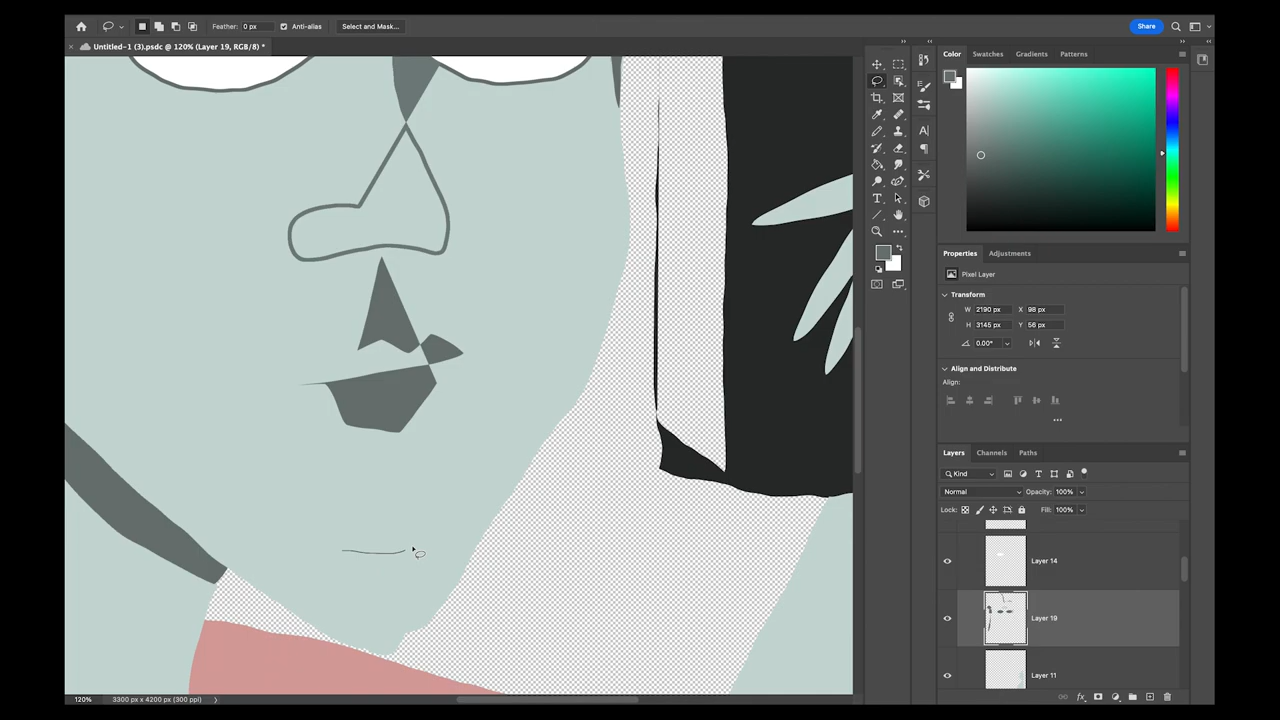 Feather: 0 px Anti-alias Select and Mask... Share
Untitled-1 (3).psdc @ 120% (Layer 19, RGB/8) *
Color Swatches Gradients Patterns
Properties Adjustments
Pixel Layer
Transform
W 2190 px X 98 px
H 3145 px Y 56 px
0.00°
Align and Distribute
Align:
Layers Channels Paths
Kind
Normal Opacity: 100%
Lock: Fill: 100%
Layer 14
Layer 19
Layer 11
120% 3300 px x 4200 px (300 ppi)